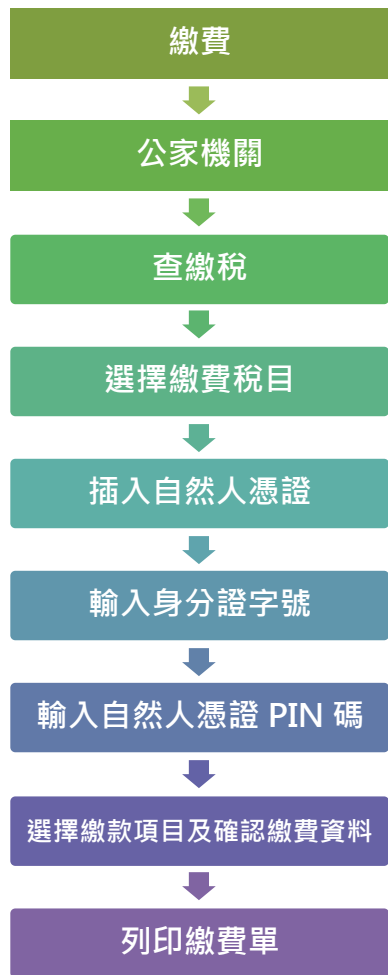 繳費
公家機關
查繳稅
選擇繳費稅目
插入自然人憑證
輸入身分證字號
輸入自然人憑證 PIN 碼
選擇繳款項目及確認繳費資料
列印繳費單